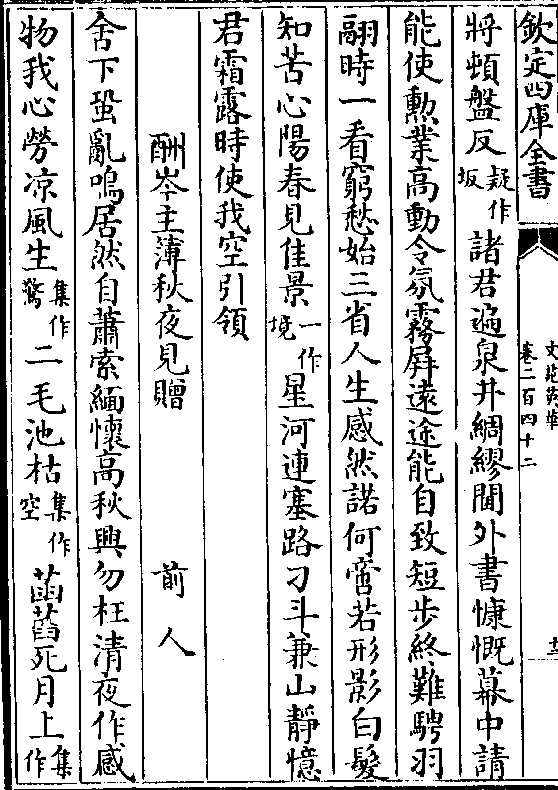 欽定四庫全書
文苑英華
卷二百四十二
十三
將頓盤反疑作坂諸君遍泉井綢繆閫外書慷慨幕中請
能使勲業高動令氛霧屏逺途能自致短步終難騁羽
翮時一看窮愁始三省人生感然諾何啻若形影白髮
知苦心陽春見佳景一作境星河連塞路刁斗兼山靜憶
君霜露時使我空引領
酬岑主簿秋夜見贈
前人
舍下蛩亂鳴居然自蕭索緬懷高秋興勿枉清夜作感
物我心勞凉風生集作驚二毛池枯集作空菡萏死月上集作